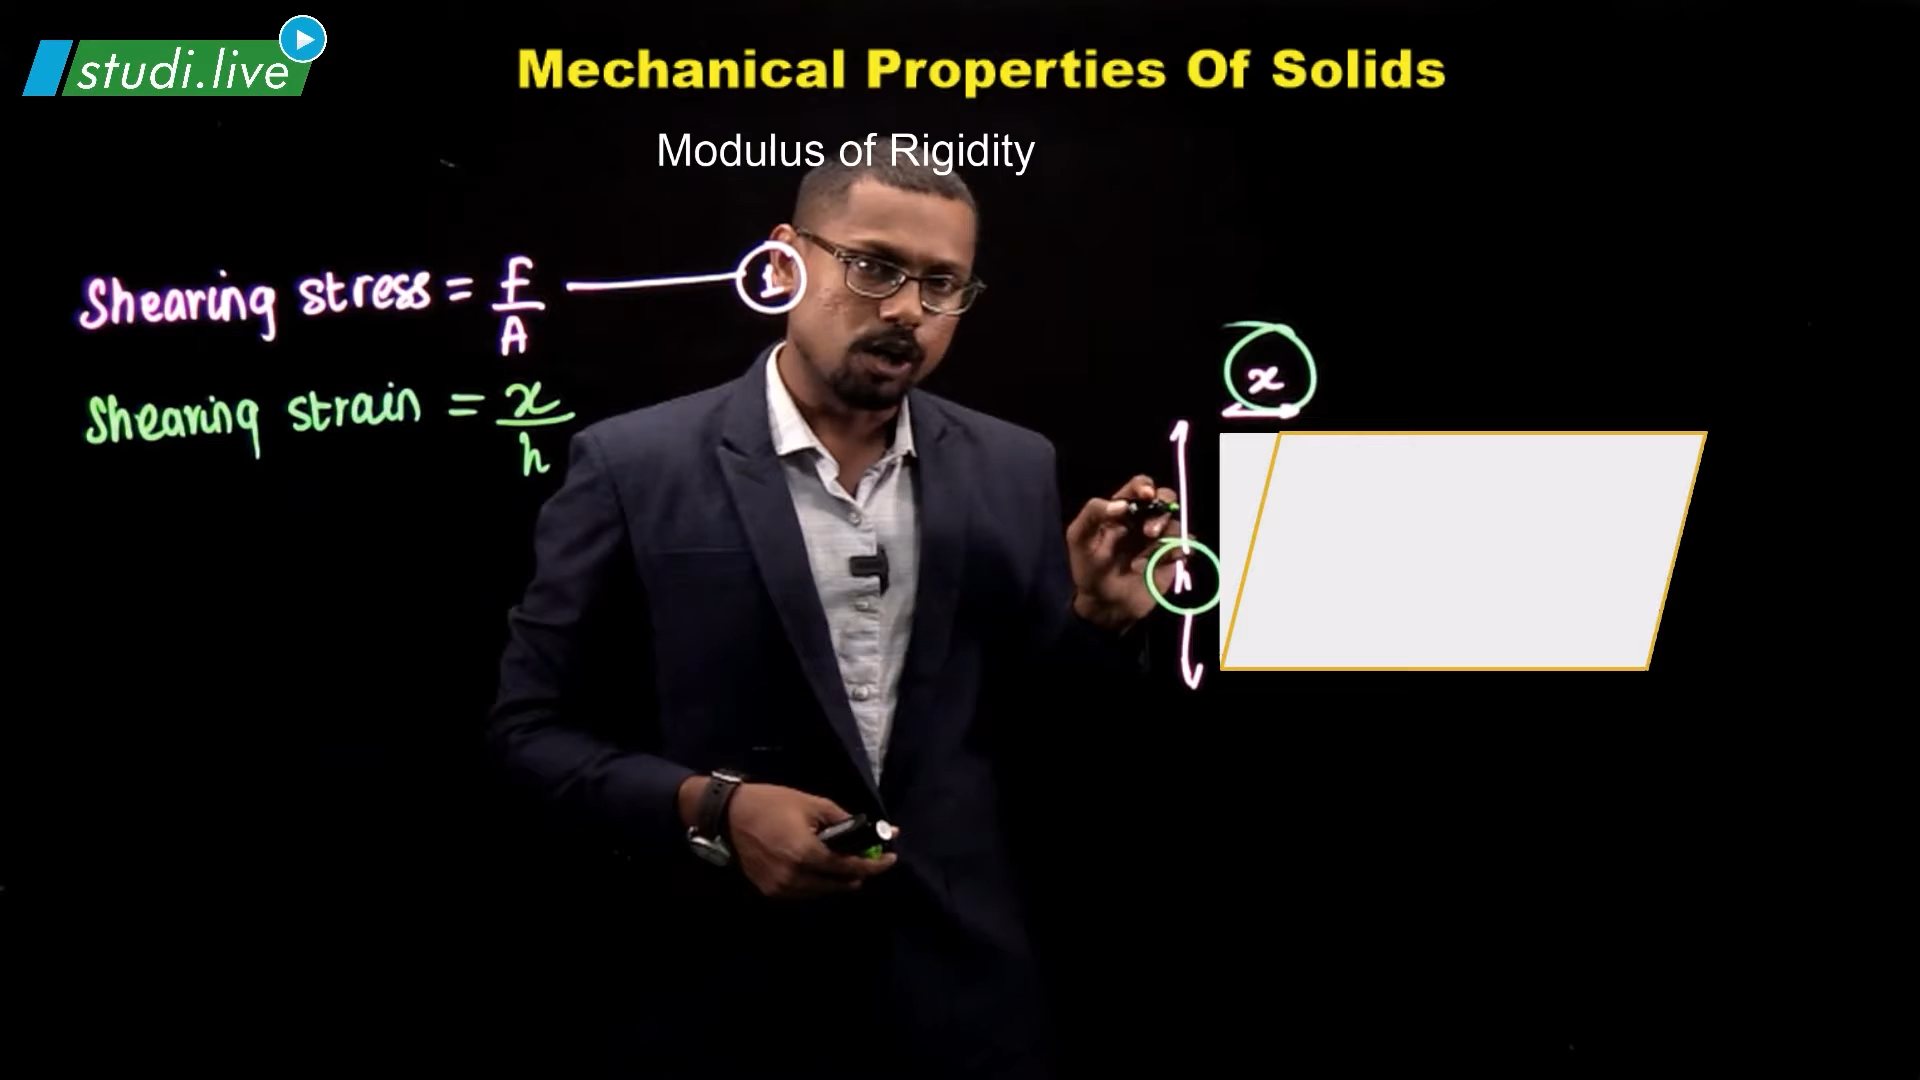 studi.live
Mechanical Properties Of Solids
Modulus of Rigidity
Shearing stress = F/A — 1
Shearing strain = x/h
x
h